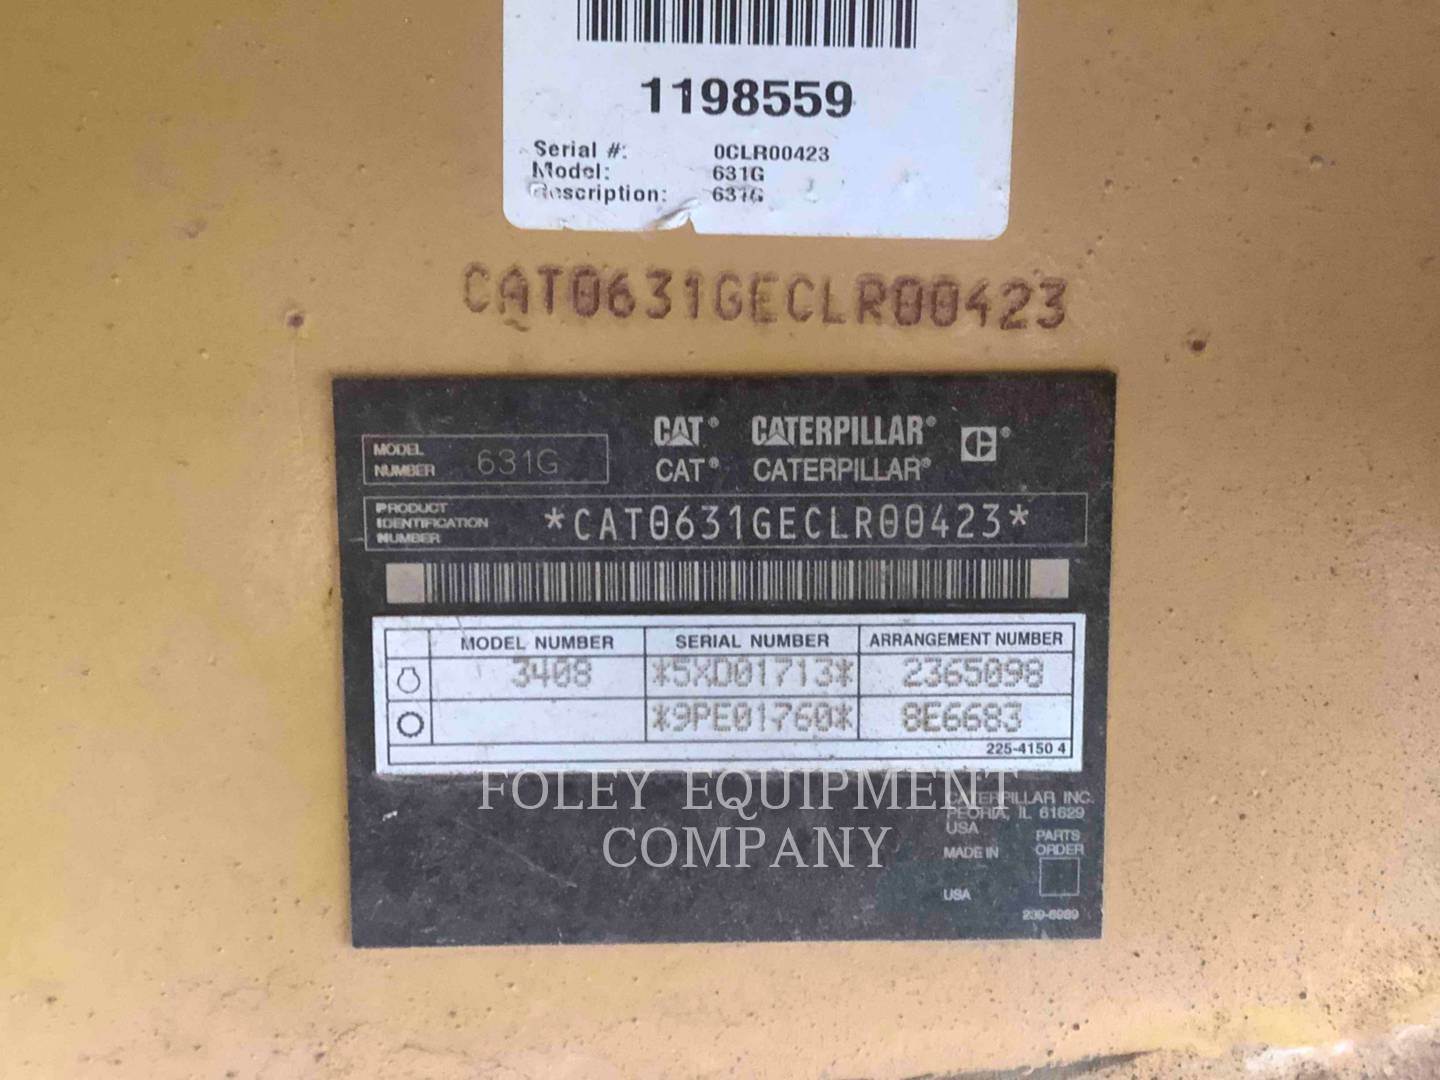 1198559
Serial #: 0CLR00423
Model: 631G
Description: 631G
CAT0631GECLR00423
CAT® CATERPILLAR®
MODEL NUMBER 631G
CAT® CATERPILLAR®
PRODUCT IDENTIFICATION NUMBER *CAT0631GECLR00423*
MODEL NUMBER SERIAL NUMBER ARRANGEMENT NUMBER
3408 *5XD01713* 2365098
*9PE01760* 8E6683
225-4150 4
FOLEY EQUIPMENT
COMPANY
CATERPILLAR INC.
PEORIA, IL 61629
USA
PARTS
MADE IN ORDER
USA
239-6989